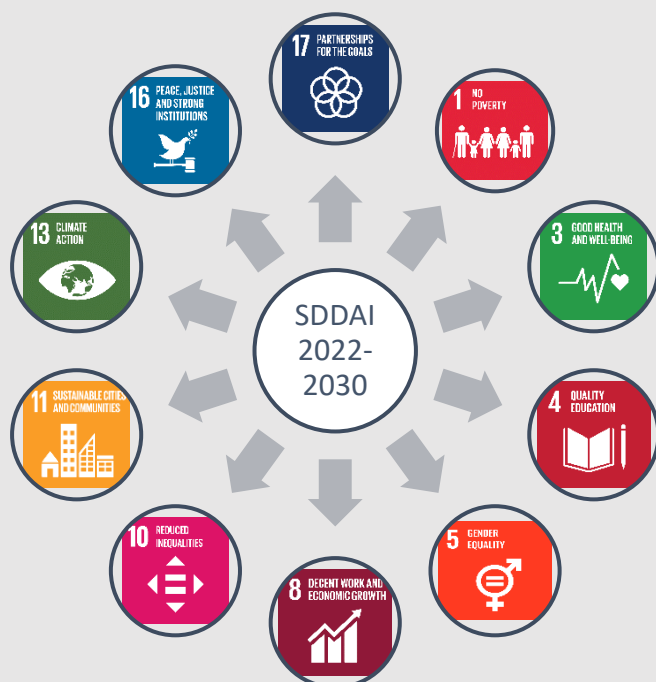 17 PARTNERSHIPS
FOR THE GOALS
1 NO
POVERTY
3 GOOD HEALTH
AND WELL-BEING
4 QUALITY
EDUCATION
5 GENDER
EQUALITY
8 DECENT WORK AND
ECONOMIC GROWTH
10 REDUCED
INEQUALITIES
11 SUSTAINABLE CITIES
AND COMMUNITIES
13 CLIMATE
ACTION
16 PEACE, JUSTICE
AND STRONG
INSTITUTIONS
SDDAI
2022-
2030